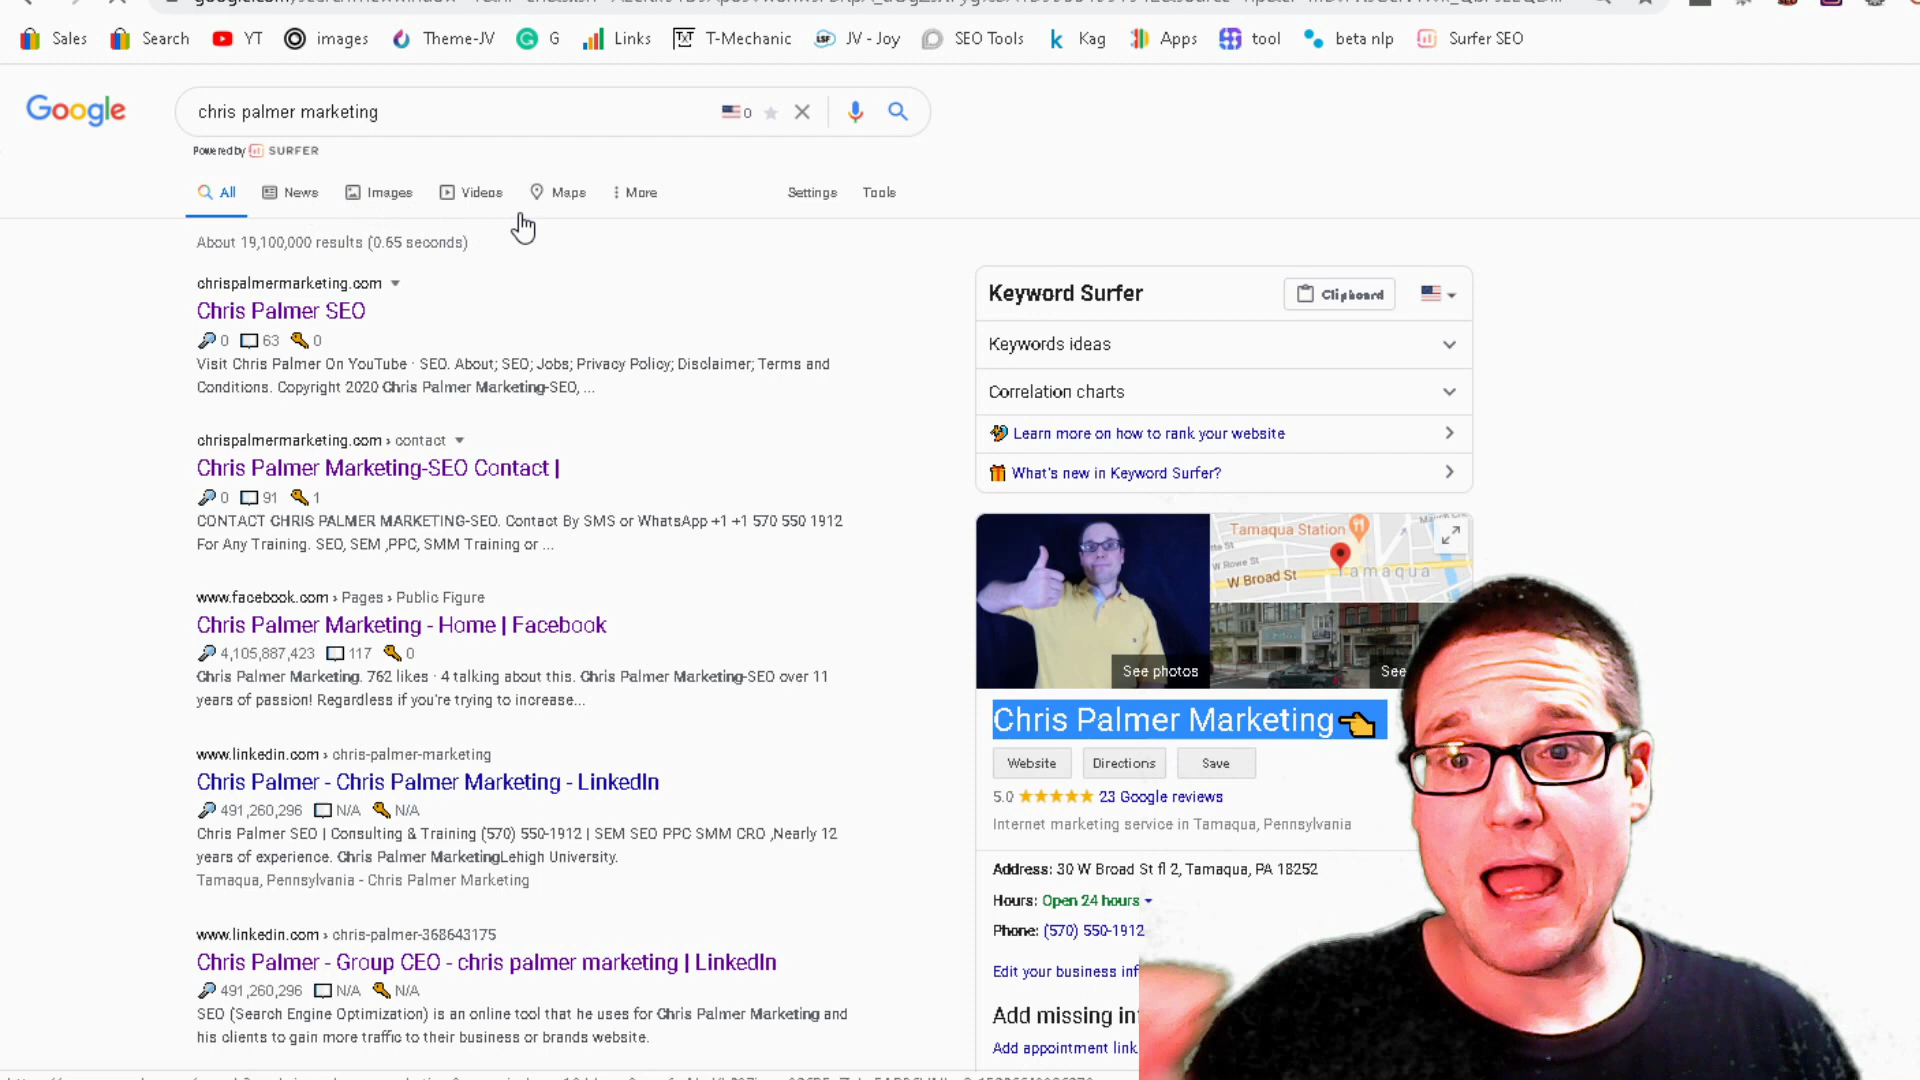 Sales Search YT images Theme-JV G Links T-Mechanic JV - Joy SEO Tools Kag Apps tool beta nlp Surfer SEO
Google
chris palmer marketing
0
Powered by SURFER
All News Images Videos Maps More Settings Tools
About 19,100,000 results (0.65 seconds)
chrispalmermarketing.com
Chris Palmer SEO
0 63 0
Visit Chris Palmer On YouTube · SEO. About; SEO; Jobs; Privacy Policy; Disclaimer; Terms and
Conditions. Copyright 2020 Chris Palmer Marketing-SEO, ...
chrispalmermarketing.com › contact
Chris Palmer Marketing-SEO Contact |
0 91 1
CONTACT CHRIS PALMER MARKETING-SEO. Contact By SMS or WhatsApp +1 +1 570 550 1912
For Any Training. SEO, SEM ,PPC, SMM Training or ...
www.facebook.com › Pages › Public Figure
Chris Palmer Marketing - Home | Facebook
4,105,887,423 117 0
Chris Palmer Marketing. 762 likes · 4 talking about this. Chris Palmer Marketing-SEO over 11
years of passion! Regardless if you're trying to increase...
www.linkedin.com › chris-palmer-marketing
Chris Palmer - Chris Palmer Marketing - LinkedIn
491,260,296 N/A N/A
Chris Palmer SEO | Consulting & Training (570) 550-1912 | SEM SEO PPC SMM CRO ,Nearly 12
years of experience. Chris Palmer MarketingLehigh University.
Tamaqua, Pennsylvania - Chris Palmer Marketing
www.linkedin.com › chris-palmer-368643175
Chris Palmer - Group CEO - chris palmer marketing | LinkedIn
491,260,296 N/A N/A
SEO (Search Engine Optimization) is an online tool that he uses for Chris Palmer Marketing and
his clients to gain more traffic to their business or brands website.
Keyword Surfer Clipboard
Keywords ideas
Correlation charts
Learn more on how to rank your website
What's new in Keyword Surfer?
Tamaqua Station
W Rowe St
W Broad St
Tamaqua
See photos
See
Chris Palmer Marketing
Website Directions Save
5.0 23 Google reviews
Internet marketing service in Tamaqua, Pennsylvania
Address: 30 W Broad St fl 2, Tamaqua, PA 18252
Hours: Open 24 hours
Phone: (570) 550-1912
Edit your business inf
Add missing in
Add appointment link